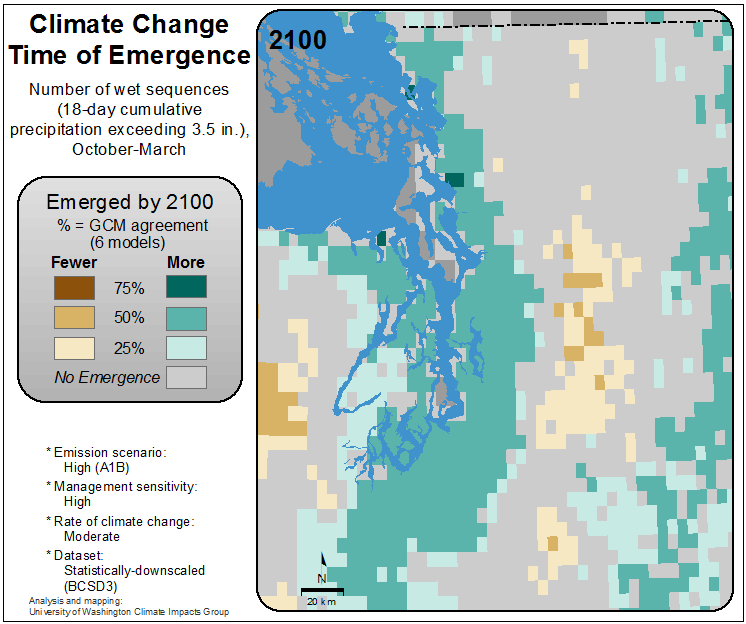 Climate Change
Time of Emergence
Number of wet sequences
(18-day cumulative
precipitation exceeding 3.5 in.),
October-March
Emerged by 2100
% = GCM agreement
(6 models)
Fewer More
75%
50%
25%
No Emergence
* Emission scenario:
High (A1B)
* Management sensitivity:
High
* Rate of climate change:
Moderate
* Dataset:
Statistically-downscaled
(BCSD3)
Analysis and mapping:
University of Washington Climate Impacts Group
2100
N
20 km